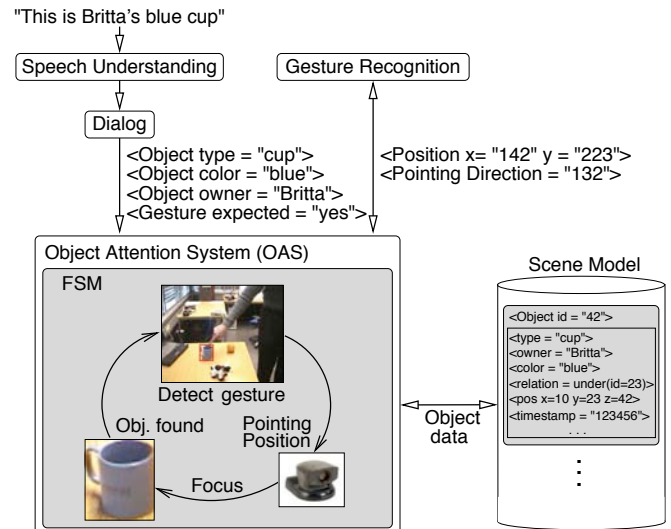 "This is Britta's blue cup"
Speech Understanding
Gesture Recognition
Dialog
<Object type = "cup">
<Object color = "blue">
<Object owner = "Britta">
<Gesture expected = "yes">
<Position x= "142" y = "223">
<Pointing Direction = "132">
Object Attention System (OAS)
FSM
Detect gesture
Obj. found
Pointing
Position
Focus
Object
data
Scene Model
<Object id = "42">
<type = "cup">
<owner = "Britta">
<color = "blue">
<relation = under(id=23)>
<pos x=10 y=23 z=42>
<timestamp = "123456">
. . .